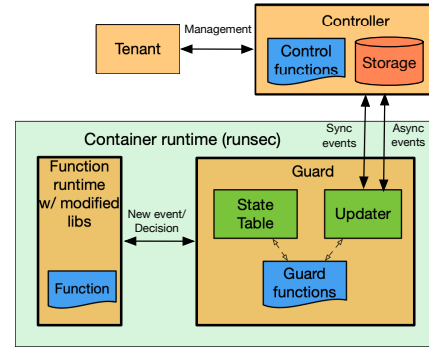 Controller
Management
Tenant
Control
functions
Storage
Sync
events
Async
events
Container runtime (runsec)
Function
runtime
w/ modified
libs
Guard
New event/
Decision
State
Table
Updater
Function
Guard
functions